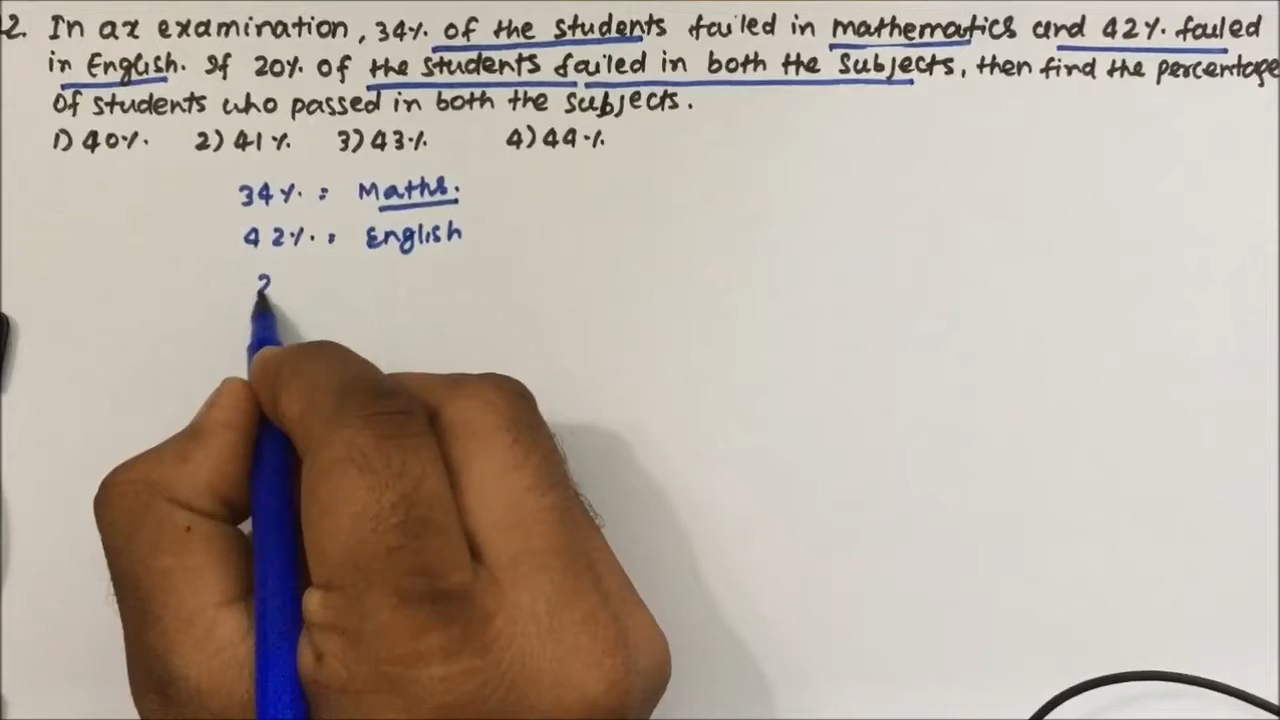 2. In az examination, 34%. of the students failed in mathematics and 42%. failed
in English. If 20%. of the students failed in both the subjects, then find the percentage
Of students who passed in both the subjects.
1) 40%. 2) 41%. 3) 43%. 4) 44%.
34%. : Maths.
42%. : English
2